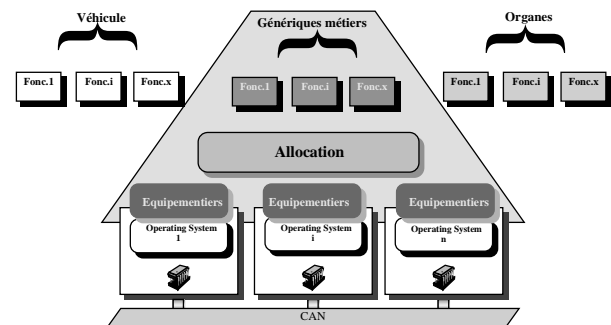 Véhicule
Génériques métiers
Organes
Fonc.1 Fonc.i Fonc.x
Fonc.1 Fonc.i Fonc.x
Fonc.1 Fonc.i Fonc.x
Allocation
Equipementiers
Equipementiers
Equipementiers
Operating System
1
Operating System
i
Operating System
n
CAN